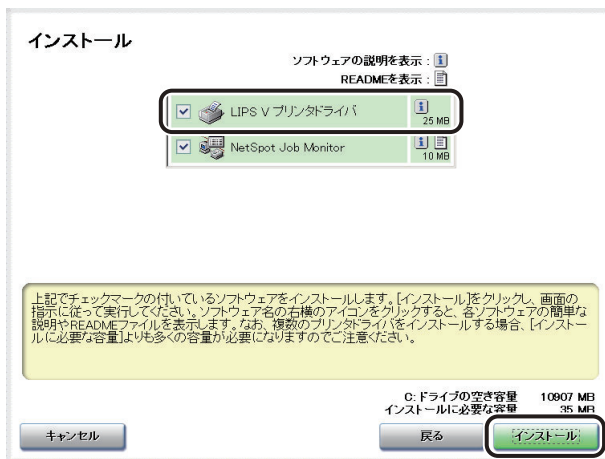 インストール
ソフトウェアの説明を表示 :
READMEを表示 :
LIPS V プリンタドライバ
25 MB
NetSpot Job Monitor
10 MB
上記でチェックマークの付いているソフトウェアをインストールします。[インストール]をクリックし、画面の
指示に従って実行してください。ソフトウェア名の右横のアイコンをクリックすると、各ソフトウェアの簡単な
説明やREADMEファイルを表示します。なお、複数のプリンタドライバをインストールする場合、[インストー
ルに必要な容量]よりも多くの容量が必要になりますのでご注意ください。
C:ドライブの空き容量 10907 MB
インストールに必要な容量 35 MB
キャンセル 戻る インストール